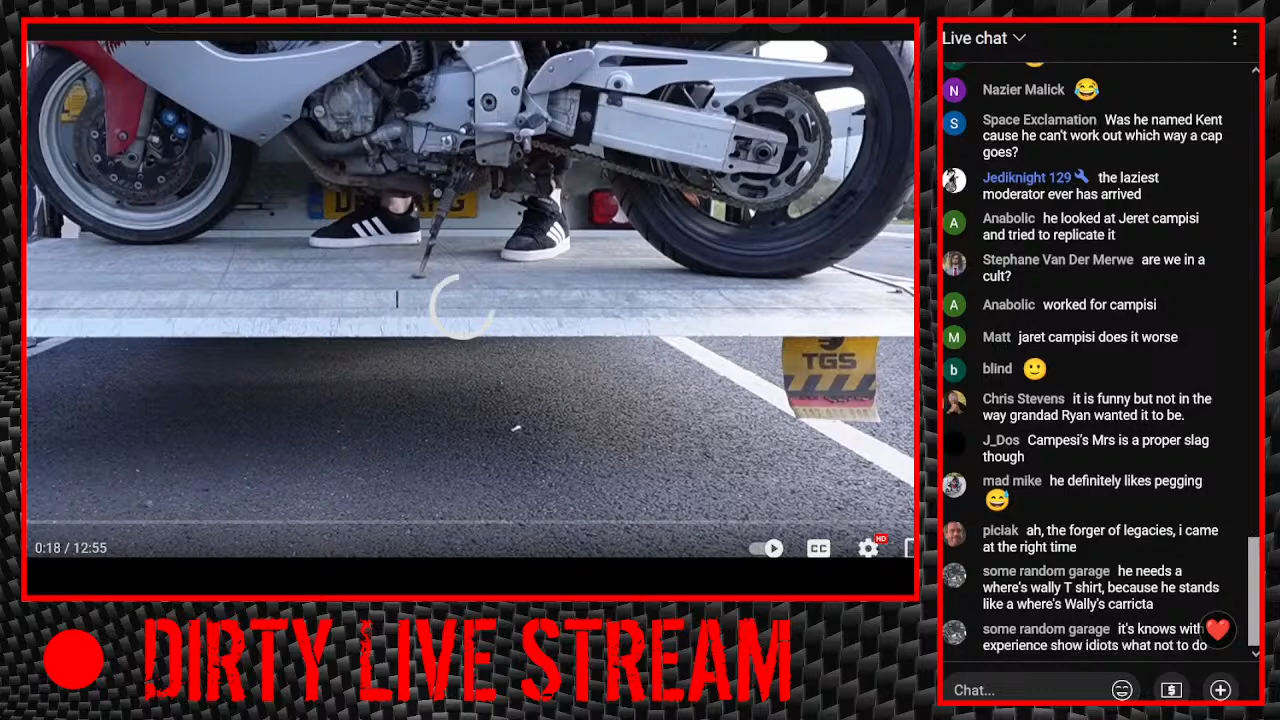 TGS
0:18 / 12:55
CC
HD
DIRTY LIVE STREAM
Live chat
N
Nazier Malick 😂
S
Space Exclamation Was he named Kent
cause he can't work out which way a cap
goes?
Jediknight 129 the laziest
moderator ever has arrived
A
Anabolic he looked at Jeret campisi
and tried to replicate it
Stephane Van Der Merwe are we in a
cult?
A
Anabolic worked for campisi
M
Matt jaret campisi does it worse
b
blind 🙂
Chris Stevens it is funny but not in the
way grandad Ryan wanted it to be.
J_Dos Campesi's Mrs is a proper slag
though
mad mike he definitely likes pegging
😅
piciak ah, the forger of legacies, i came
at the right time
some random garage he needs a
where's wally T shirt, because he stands
like a where's Wally's carricta
some random garage it's knows with
experience show idiots what not to do
Chat...
$